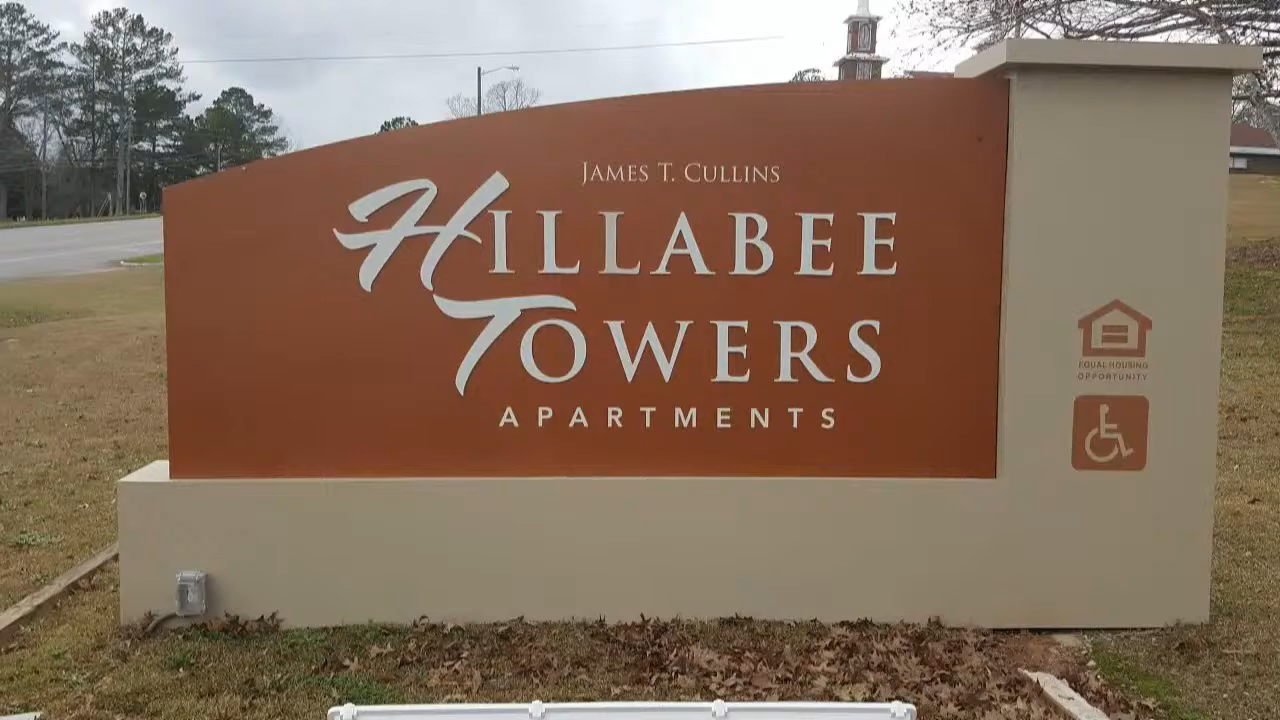 James T. Cullins
Hillabee
Towers
APARTMENTS
EQUAL HOUSING
OPPORTUNITY